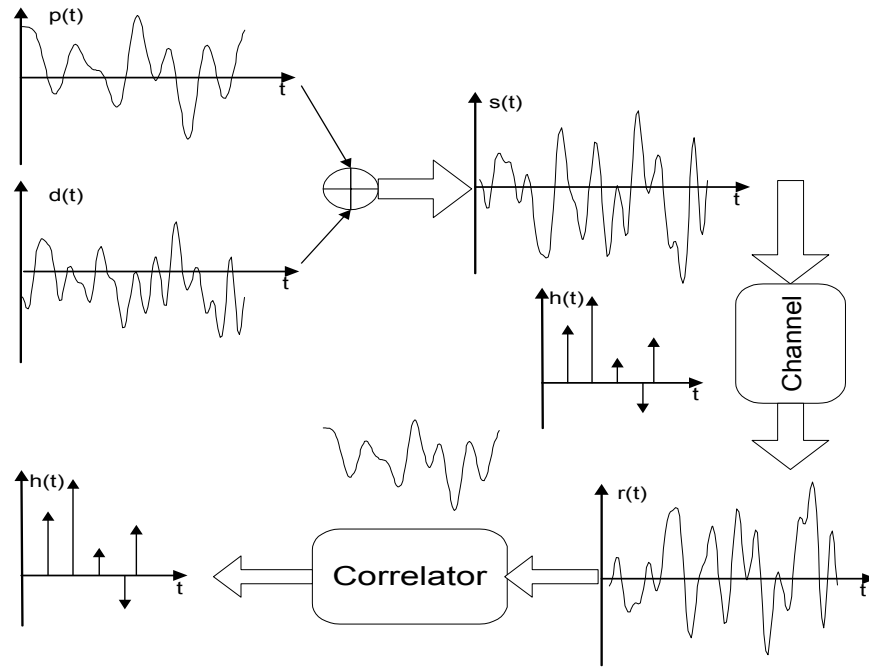 p(t)
t
d(t)
t
s(t)
t
h(t)
t
Channel
r(t)
t
Correlator
h(t)
t